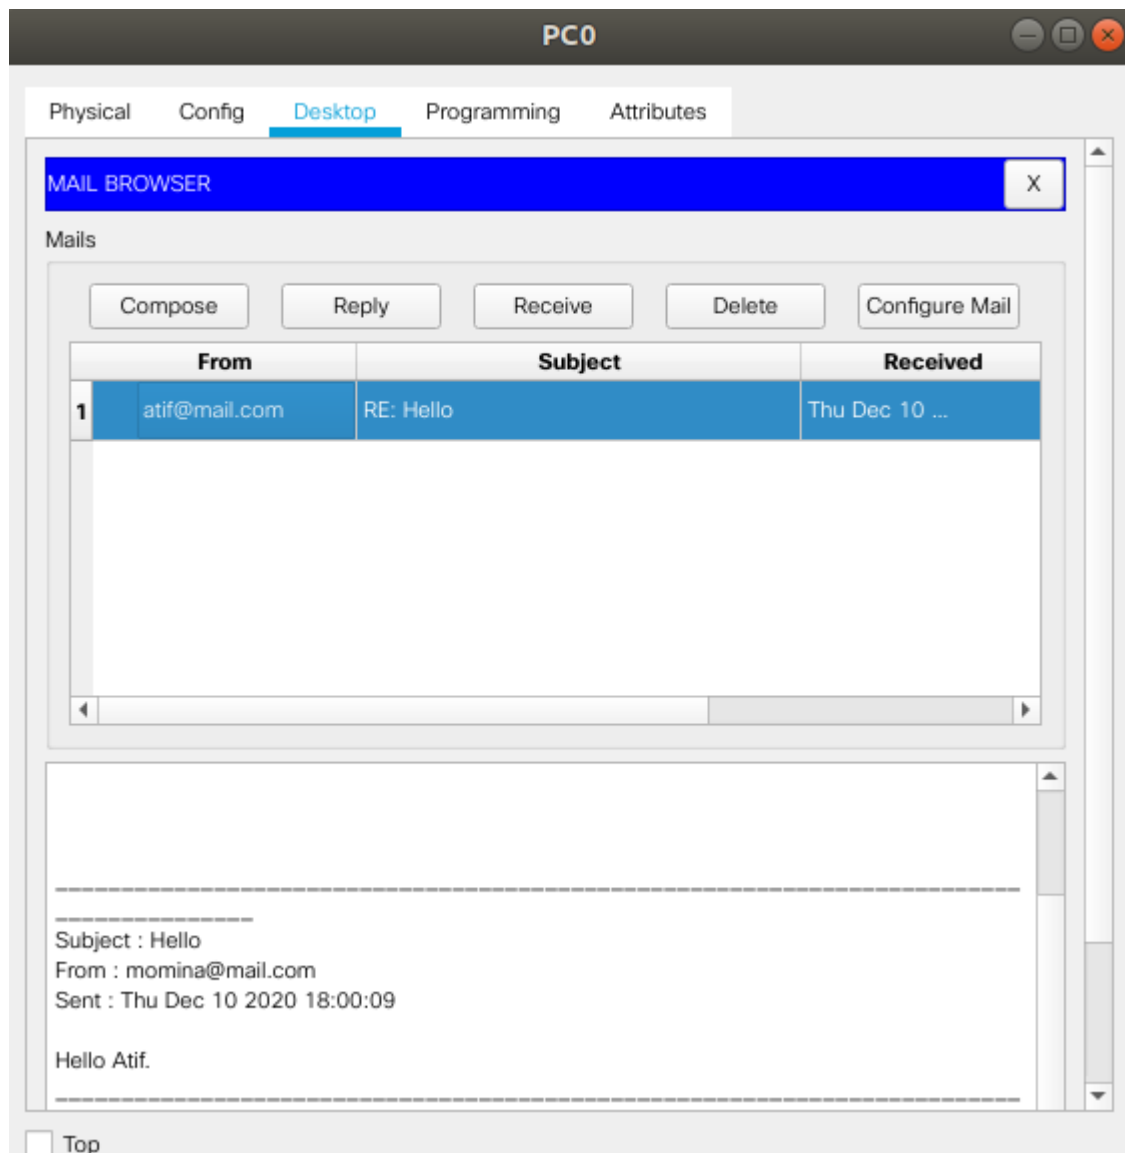 PC0
Physical Config Desktop Programming Attributes
MAIL BROWSER X
Mails
Compose Reply Receive Delete Configure Mail
From Subject Received
1 atif@mail.com RE: Hello Thu Dec 10 ...
Subject : Hello
From : momina@mail.com
Sent : Thu Dec 10 2020 18:00:09
Hello Atif.
Top